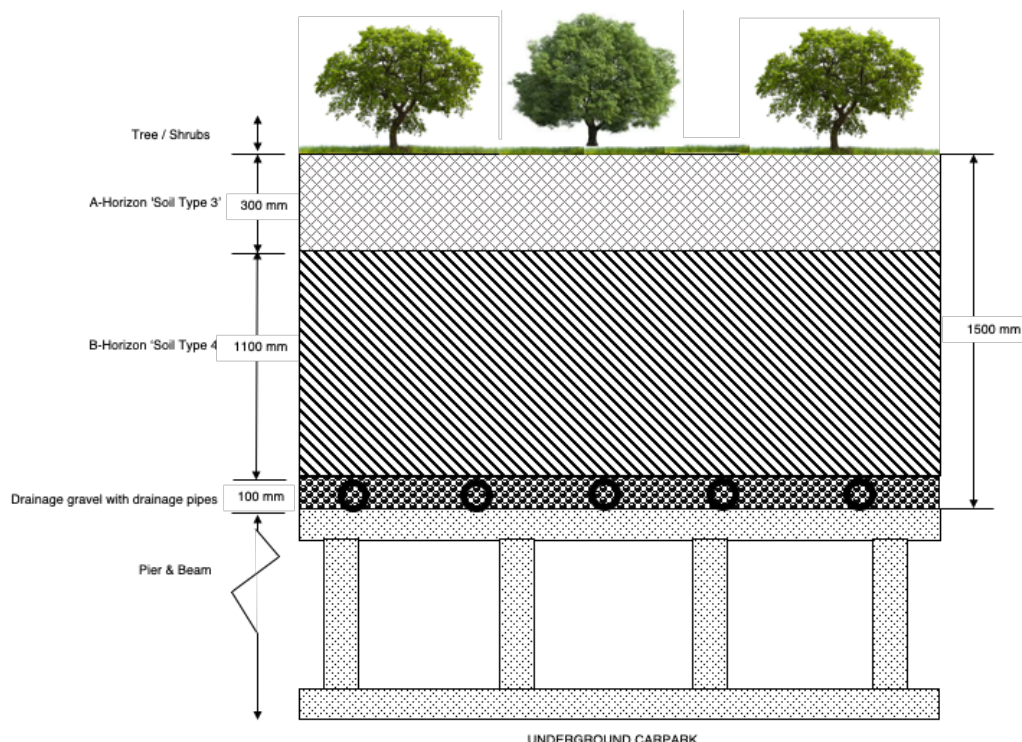 Tree / Shrubs
A-Horizon 'Soil Type 3'
300 mm
B-Horizon 'Soil Type 4
1100 mm
1500 mm
Drainage gravel with drainage pipes
100 mm
Pier & Beam
UNDERGROUND CARPARK